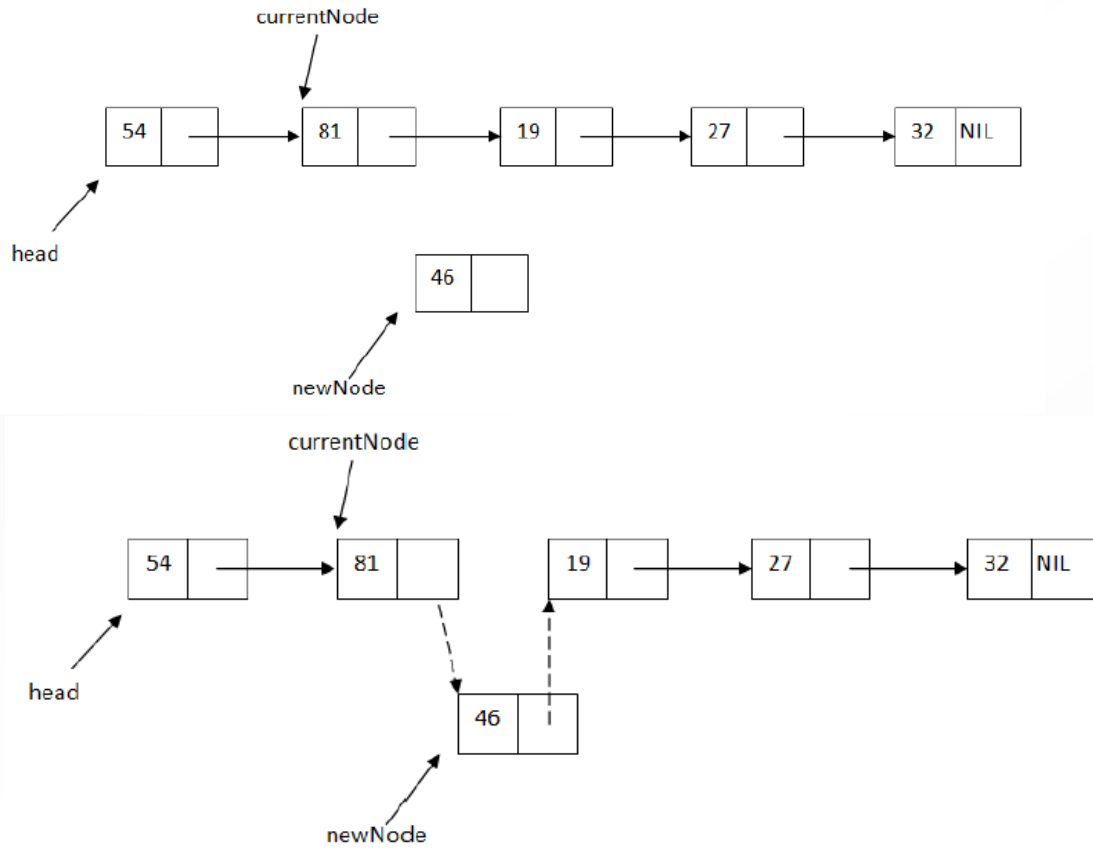 currentNode
54 81 19 27 32 NIL
head
46
newNode
currentNode
54 81 19 27 32 NIL
head
46
newNode